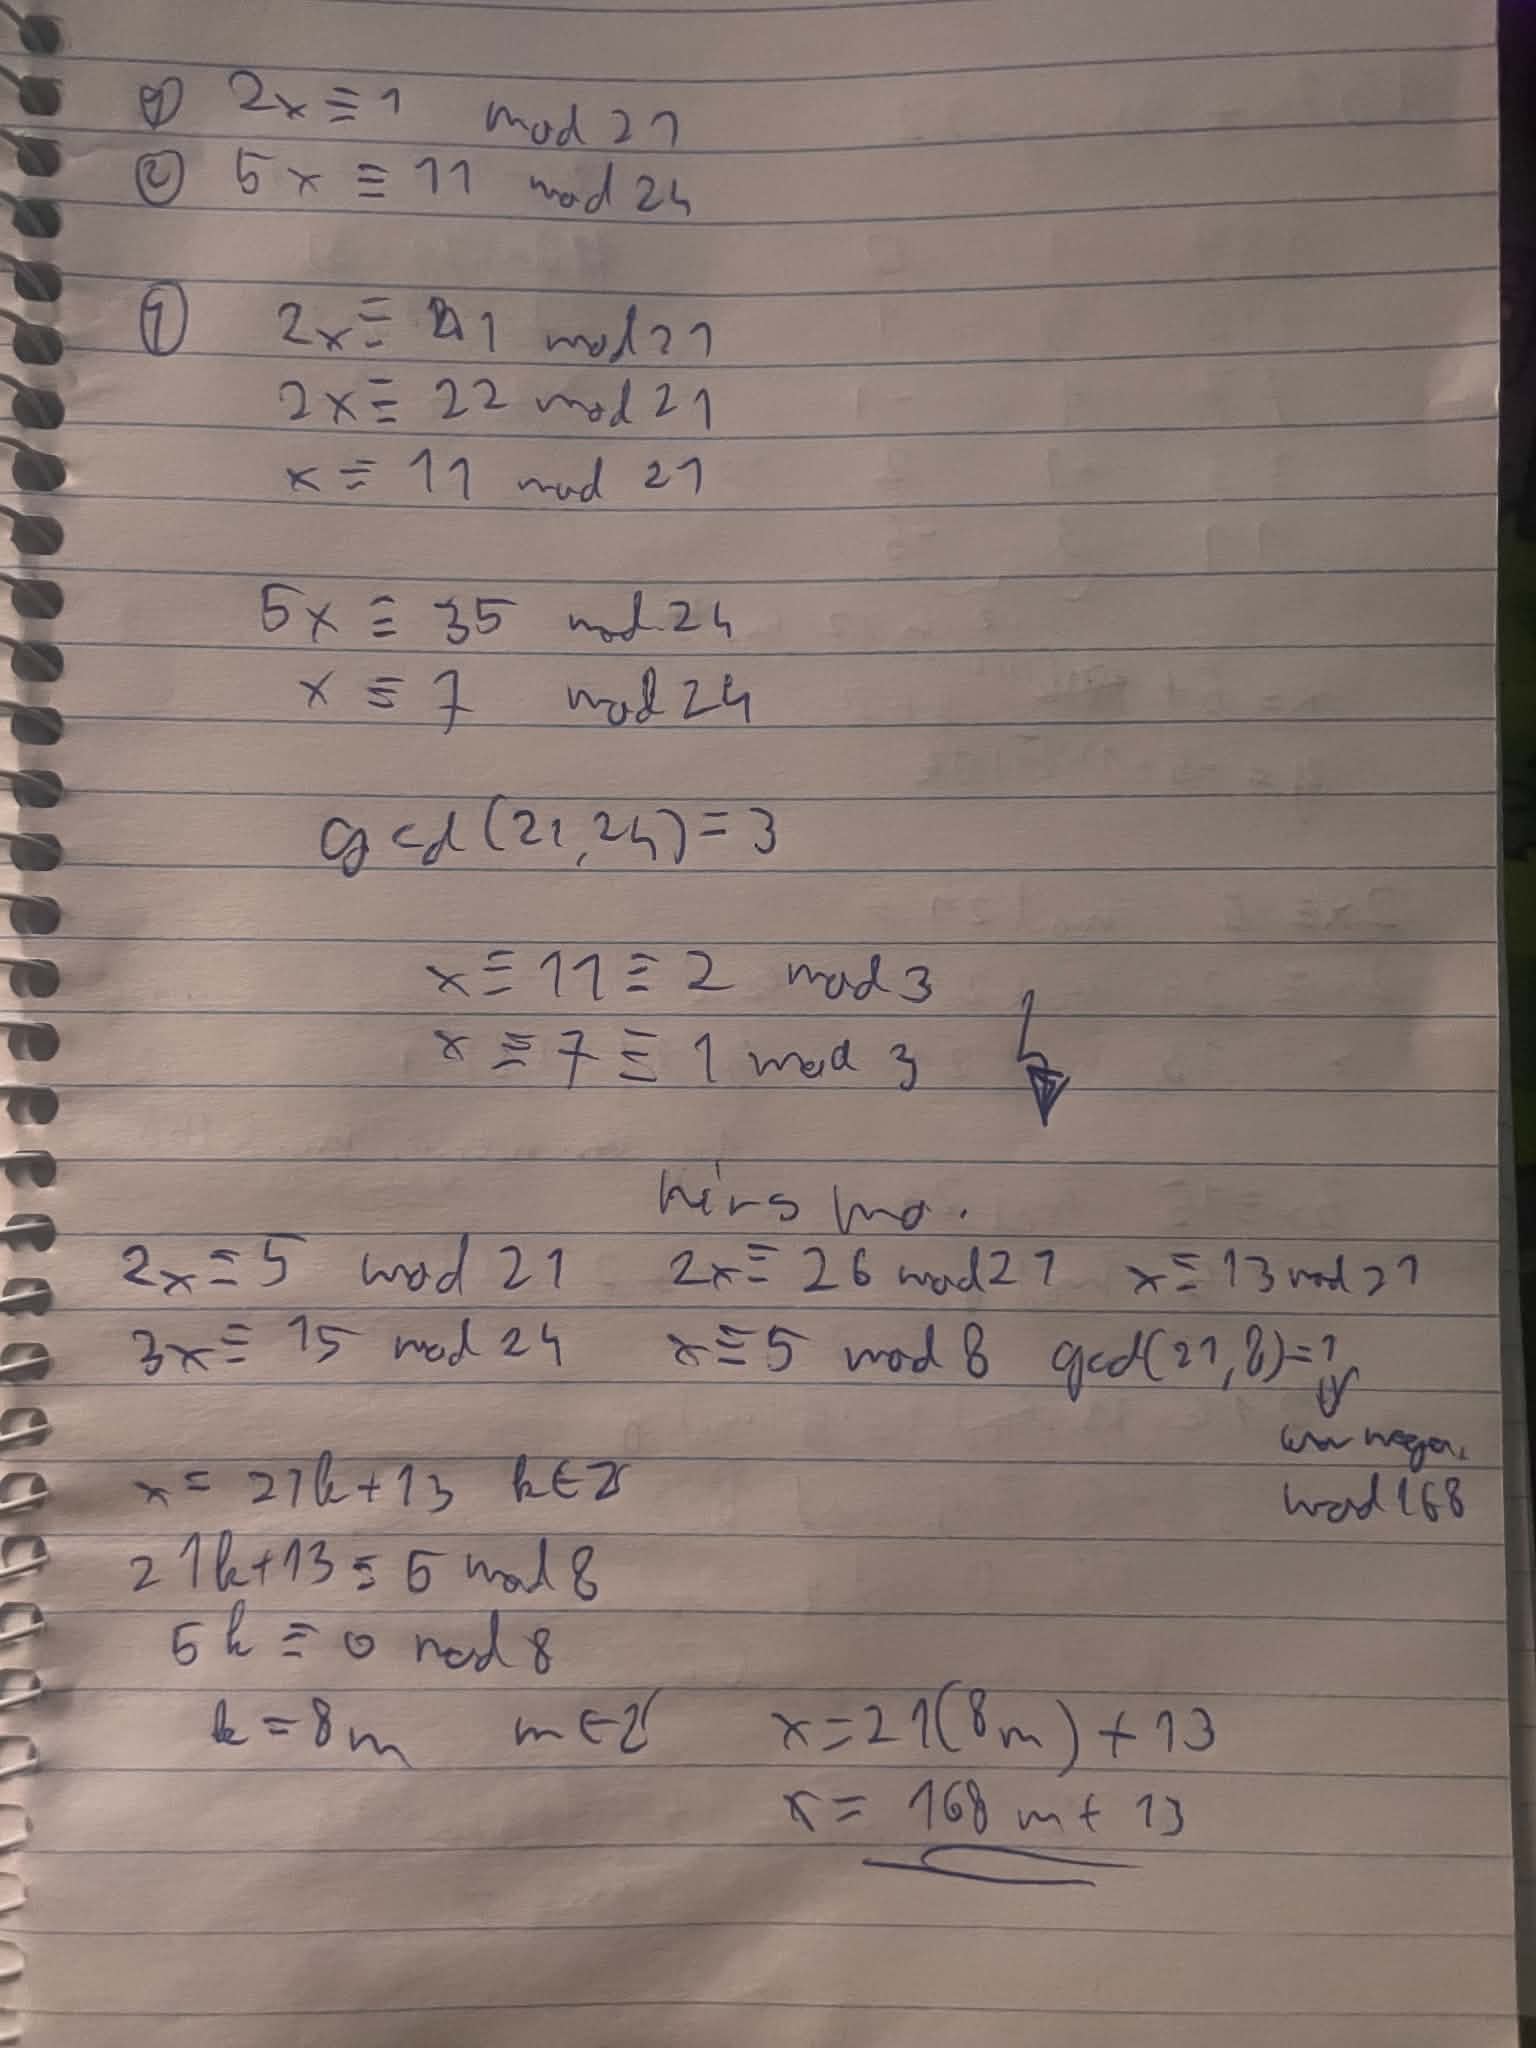 ① 2x ≡ 1 mod 21
② 5x ≡ 11 mod 24
① 2x ≡ 1 mod 21
2x ≡ 22 mod 21
x ≡ 11 mod 21
5x ≡ 35 mod 24
x ≡ 7 mod 24
gcd(21,24)=3
x ≡ 11 ≡ 2 mod 3
x ≡ 7 ≡ 1 mod 3
nincs mo.
2x ≡ 5 mod 21 2x ≡ 26 mod 21 x ≡ 13 mod 21
3x ≡ 15 mod 24 x ≡ 5 mod 8 gcd(21,8)=1
⇓
mod 168
x = 21k+13 k∈Z
21k+13 ≡ 5 mod 8
5k ≡ 0 mod 8
k = 8m m∈Z x=21(8m)+13
x = 168m+13